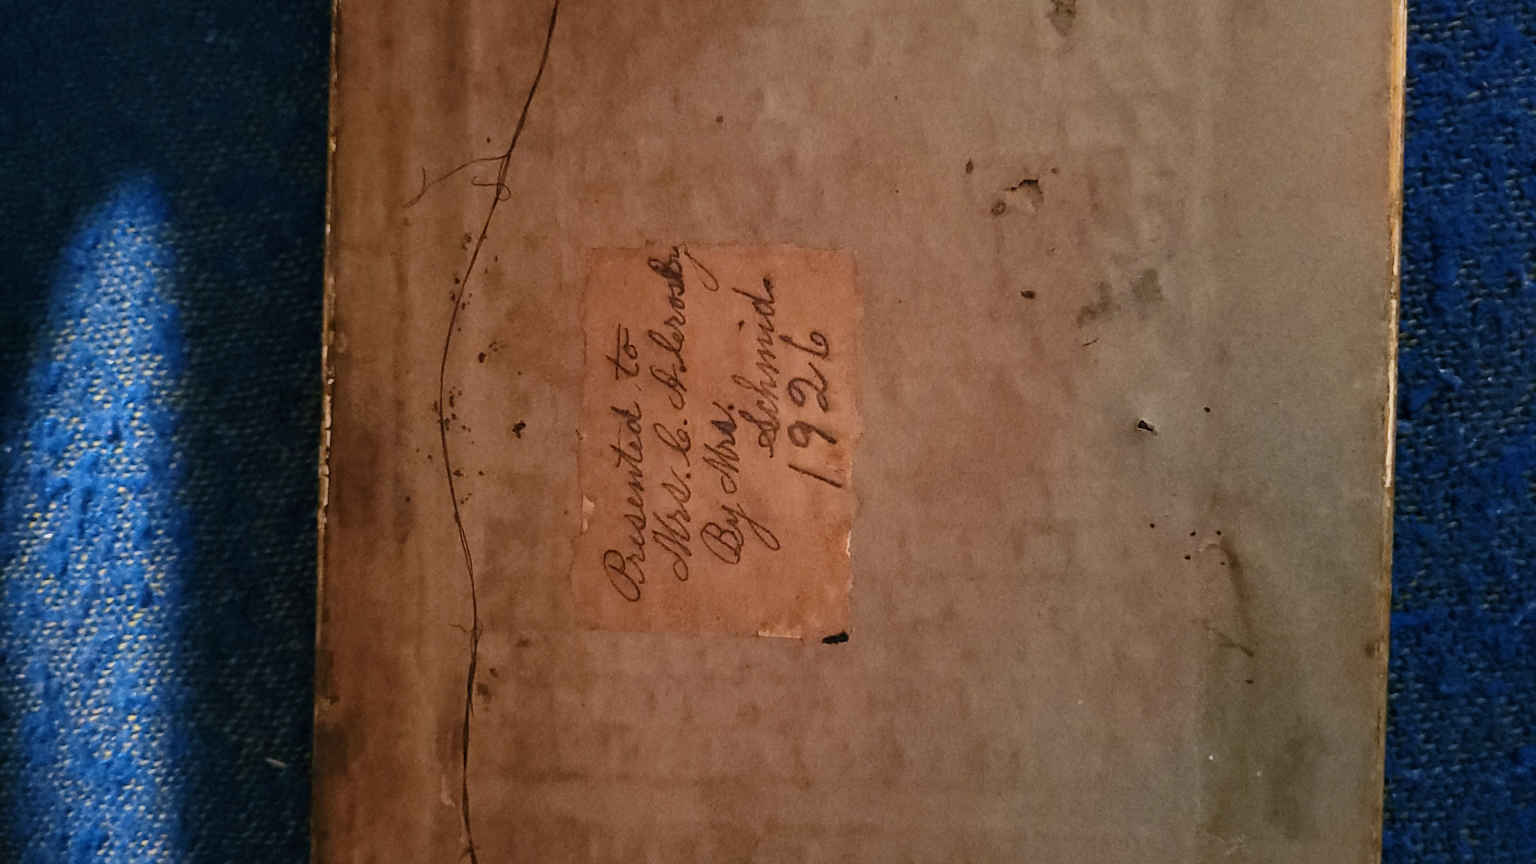 Presented to
Mrs. C. A. Crosby
By Mrs.
Schmid.
1926